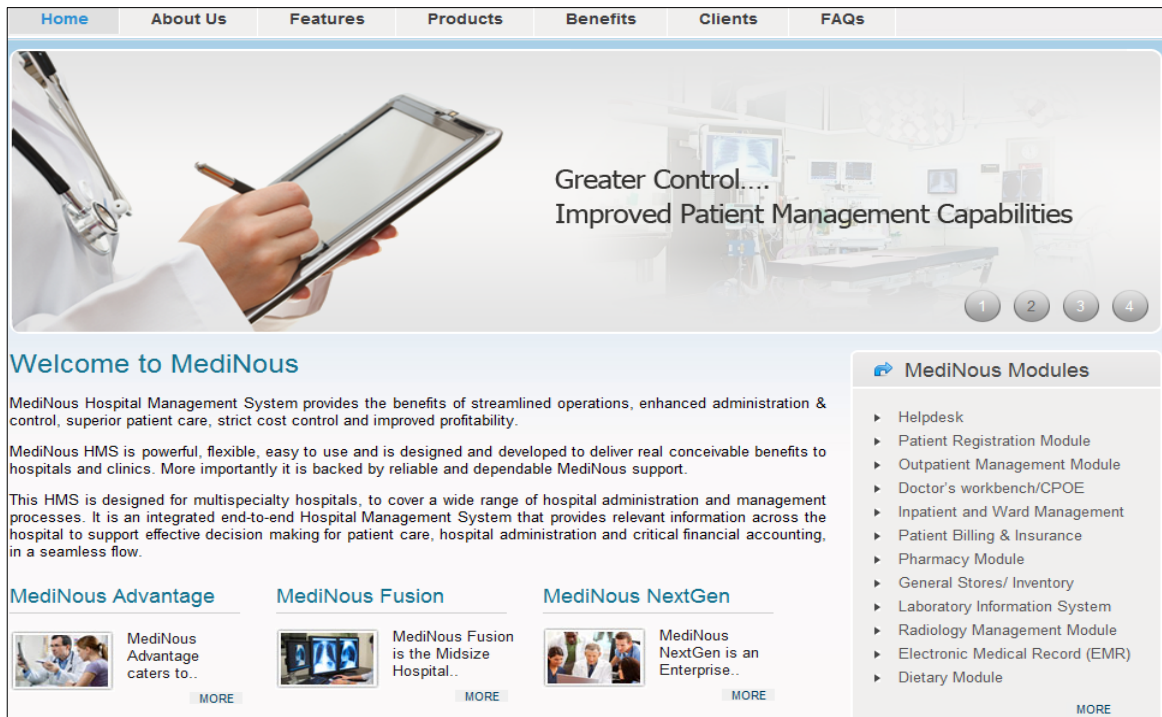 Home About Us Features Products Benefits Clients FAQs
Greater Control....
Improved Patient Management Capabilities
1 2 3 4
Welcome to MediNous
MediNous Hospital Management System provides the benefits of streamlined operations, enhanced administration &
control, superior patient care, strict cost control and improved profitability.
MediNous HMS is powerful, flexible, easy to use and is designed and developed to deliver real conceivable benefits to
hospitals and clinics. More importantly it is backed by reliable and dependable MediNous support.
This HMS is designed for multispecialty hospitals, to cover a wide range of hospital administration and management
processes. It is an integrated end-to-end Hospital Management System that provides relevant information across the
hospital to support effective decision making for patient care, hospital administration and critical financial accounting,
in a seamless flow.
MediNous Advantage
MediNous
Advantage
caters to..
MORE
MediNous Fusion
MediNous Fusion
is the Midsize
Hospital..
MORE
MediNous NextGen
MediNous
NextGen is an
Enterprise..
MORE
MediNous Modules
Helpdesk
Patient Registration Module
Outpatient Management Module
Doctor's workbench/CPOE
Inpatient and Ward Management
Patient Billing & Insurance
Pharmacy Module
General Stores/ Inventory
Laboratory Information System
Radiology Management Module
Electronic Medical Record (EMR)
Dietary Module
MORE